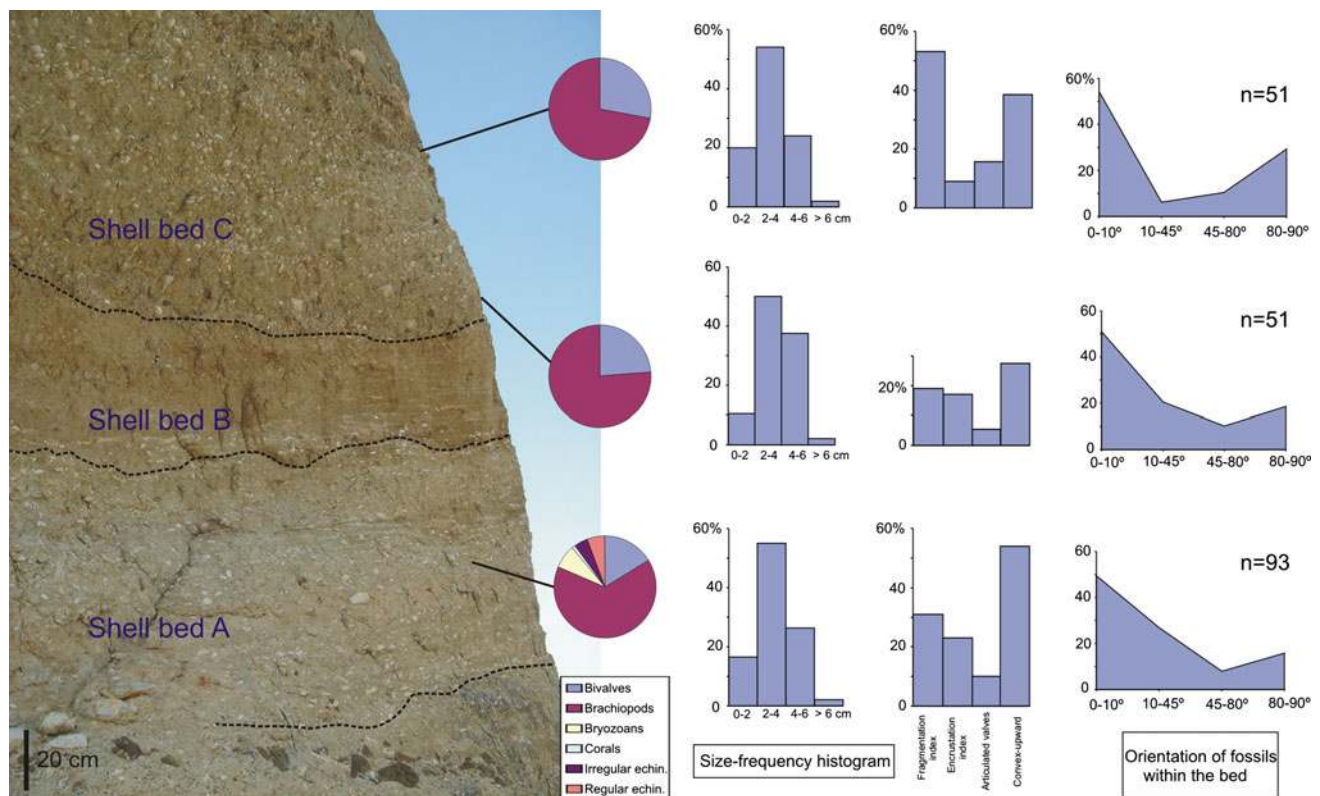 Shell bed C
Shell bed B
Shell bed A
20 cm
Bivalves
Brachiopods
Bryozoans
Corals
Irregular echin.
Regular echin.
60%
40
20
0
0-2 2-4 4-6 > 6 cm
60%
40
20
0
60%
40
20
0
0-10º 10-45º 45-80º 80-90º
n=51
60
40
20
0
0-2 2-4 4-6 > 6 cm
20%
0
60
40
20
0
0-10º 10-45º 45-80º 80-90º
n=51
60%
40
20
0
0-2 2-4 4-6 > 6 cm
60%
40
20
0
Fragmentation
index
Encrustation
index
Articulated valves
Convex-upward
60
40
20
0
0-10º 10-45º 45-80º 80-90º
n=93
Size-frequency histogram
Orientation of fossils
within the bed